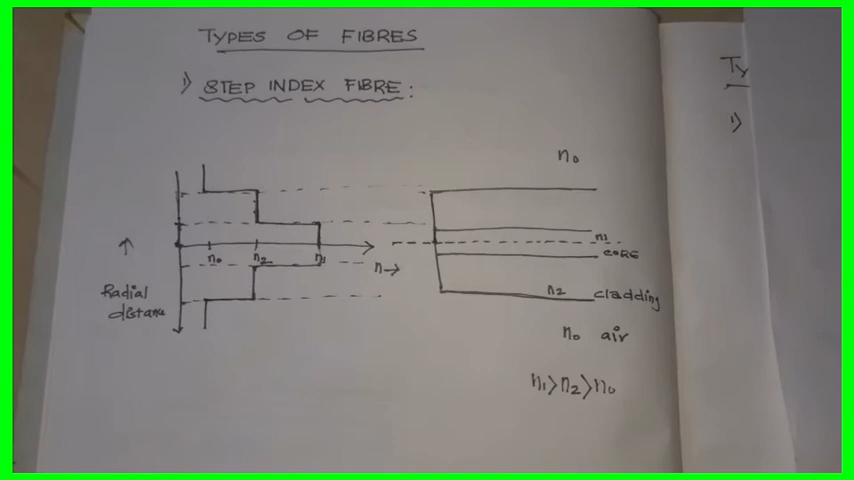 TYPES OF FIBRES
Ty
1) STEP INDEX FIBRE:
1)
n0
n1
n0 n2 n1
CORE
n→
Radial
distance
n2 cladding
n0 air
n1>n2>n0